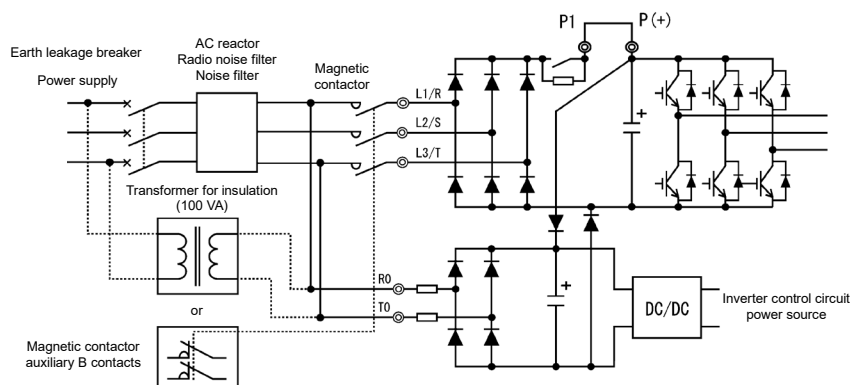 P1
P(+)
Earth leakage breaker
Power supply
AC reactor
Radio noise filter
Noise filter
Magnetic
contactor
L1/R
L2/S
L3/T
+
Transformer for insulation
(100 VA)
or
Magnetic contactor
auxiliary B contacts
R0
T0
+
DC/DC
Inverter control circuit
power source